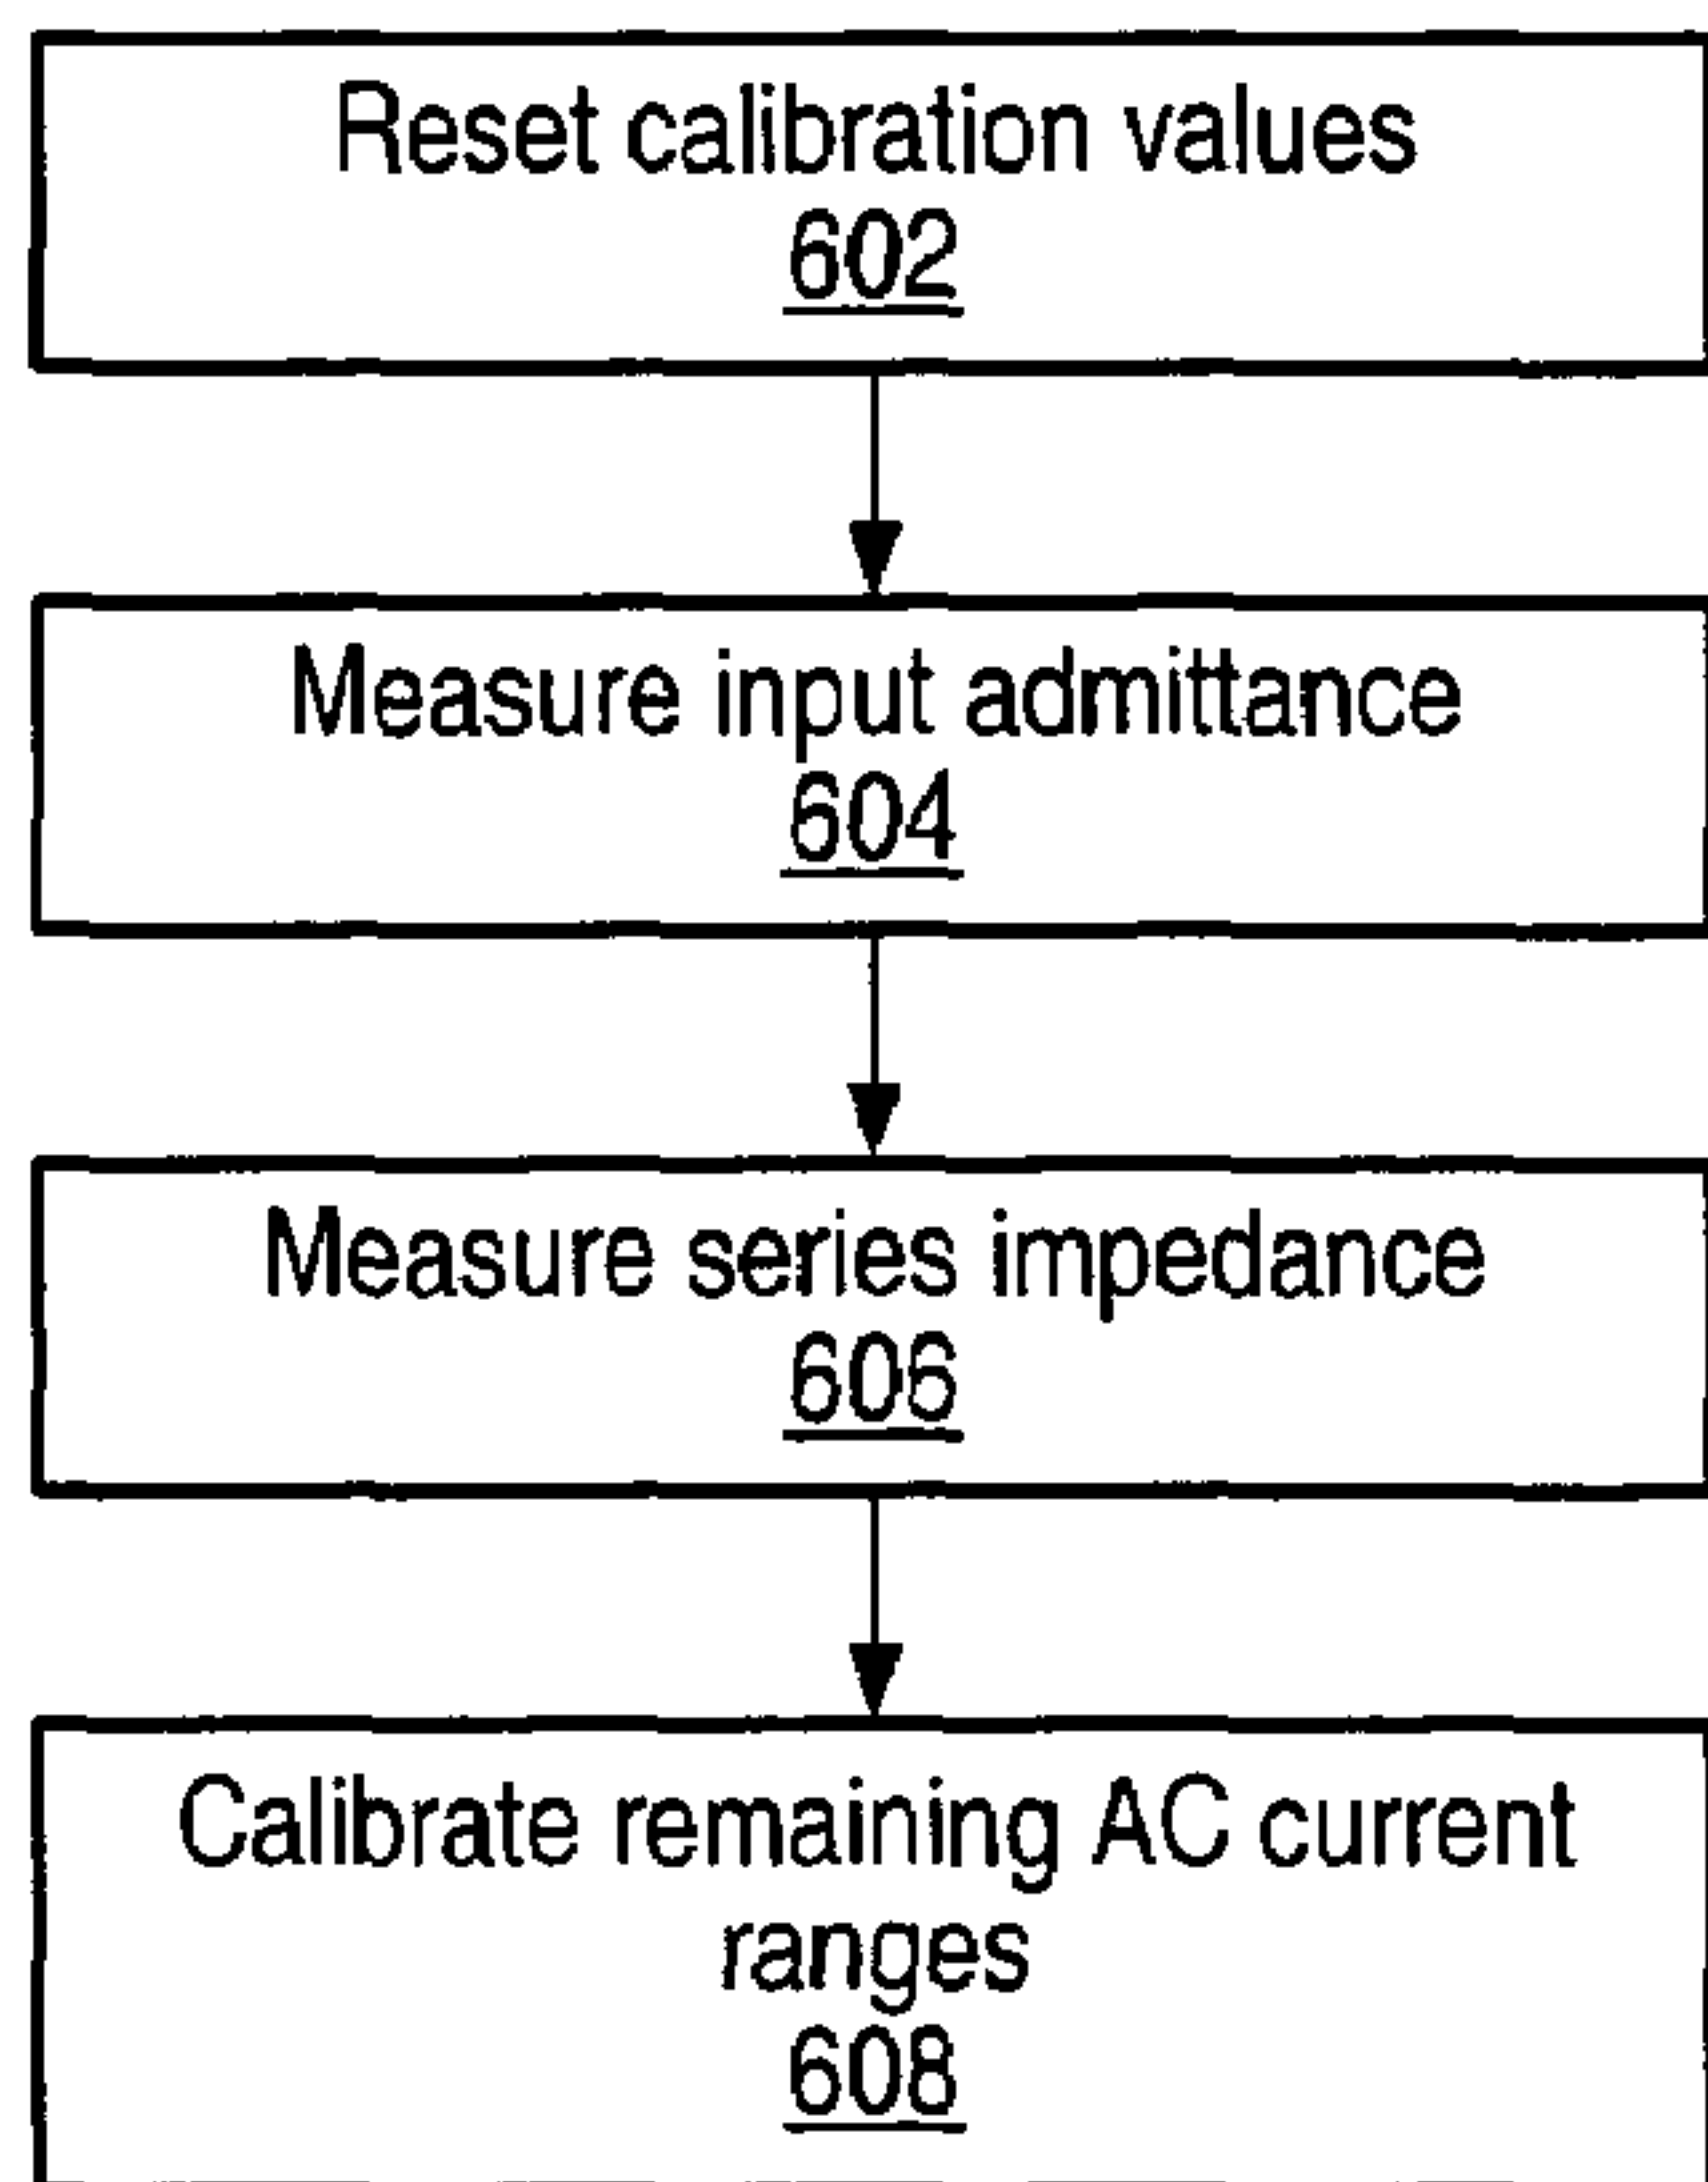 Reset calibration values
602
Measure input admittance
604
Measure series impedance
606
Calibrate remaining AC current
ranges
608